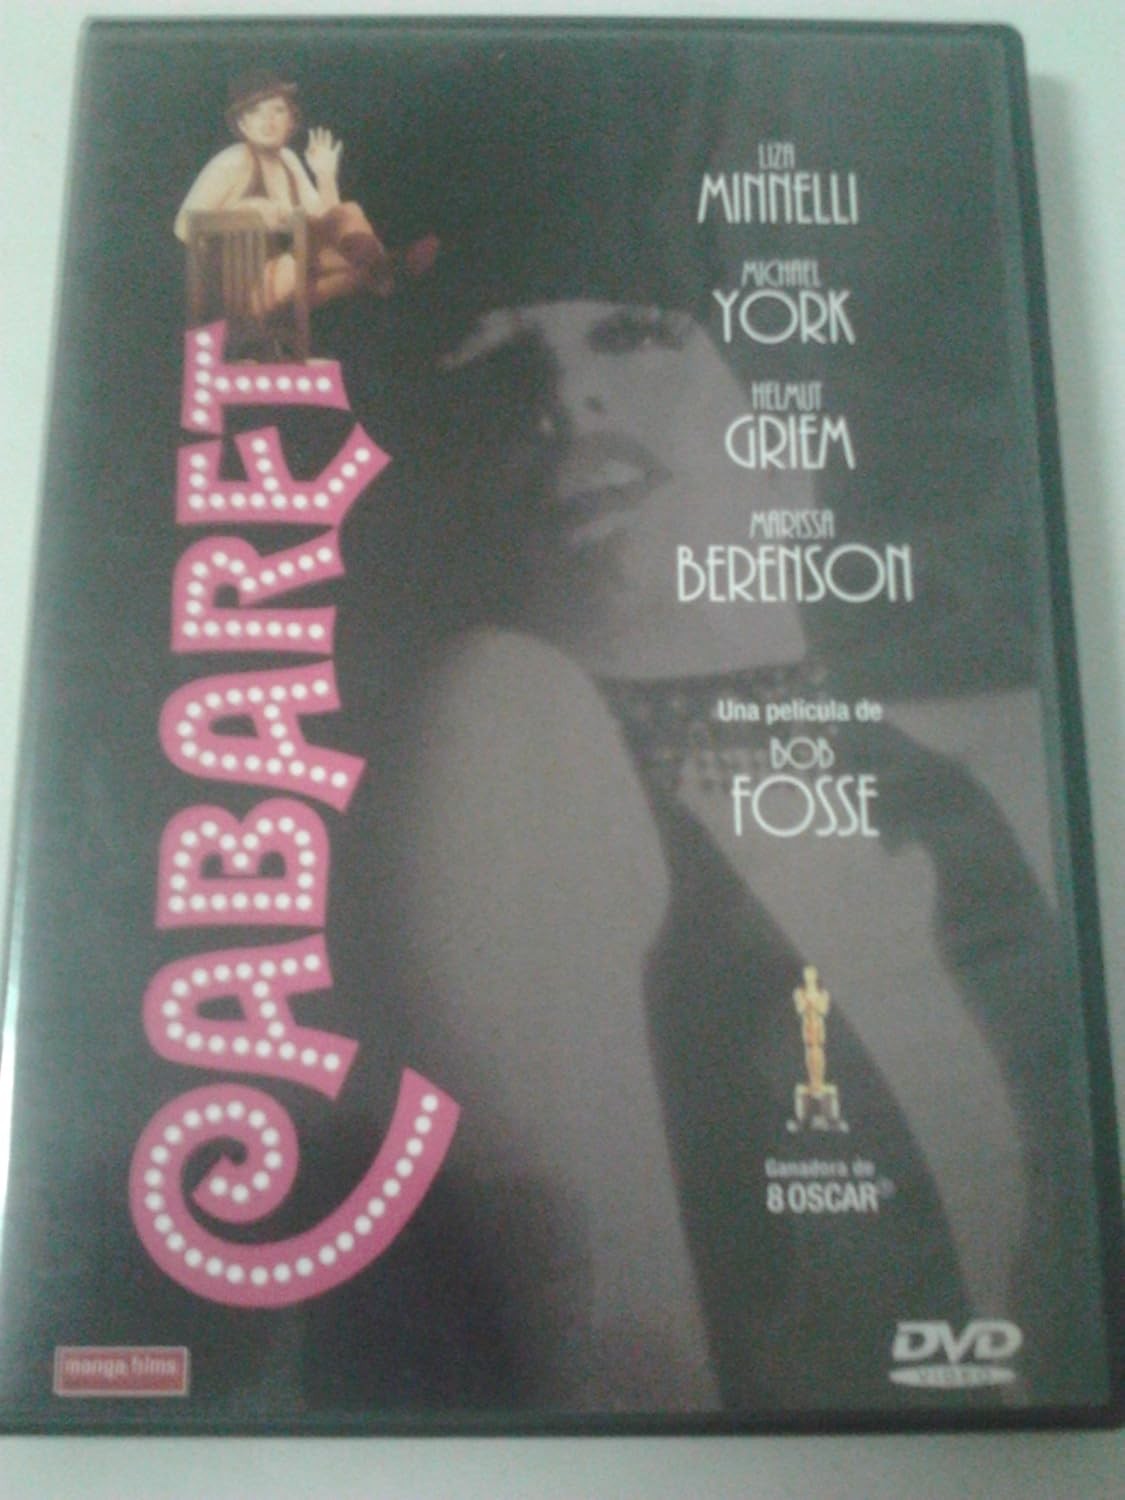 CABARET
LIZA
MINNELLI
MICHAEL
YORK
HELMUT
GRIEM
MARISSA
BERENSON
Una película de
BOB
FOSSE
Ganadora de
8 OSCAR®
manga films
DVD
VIDEO